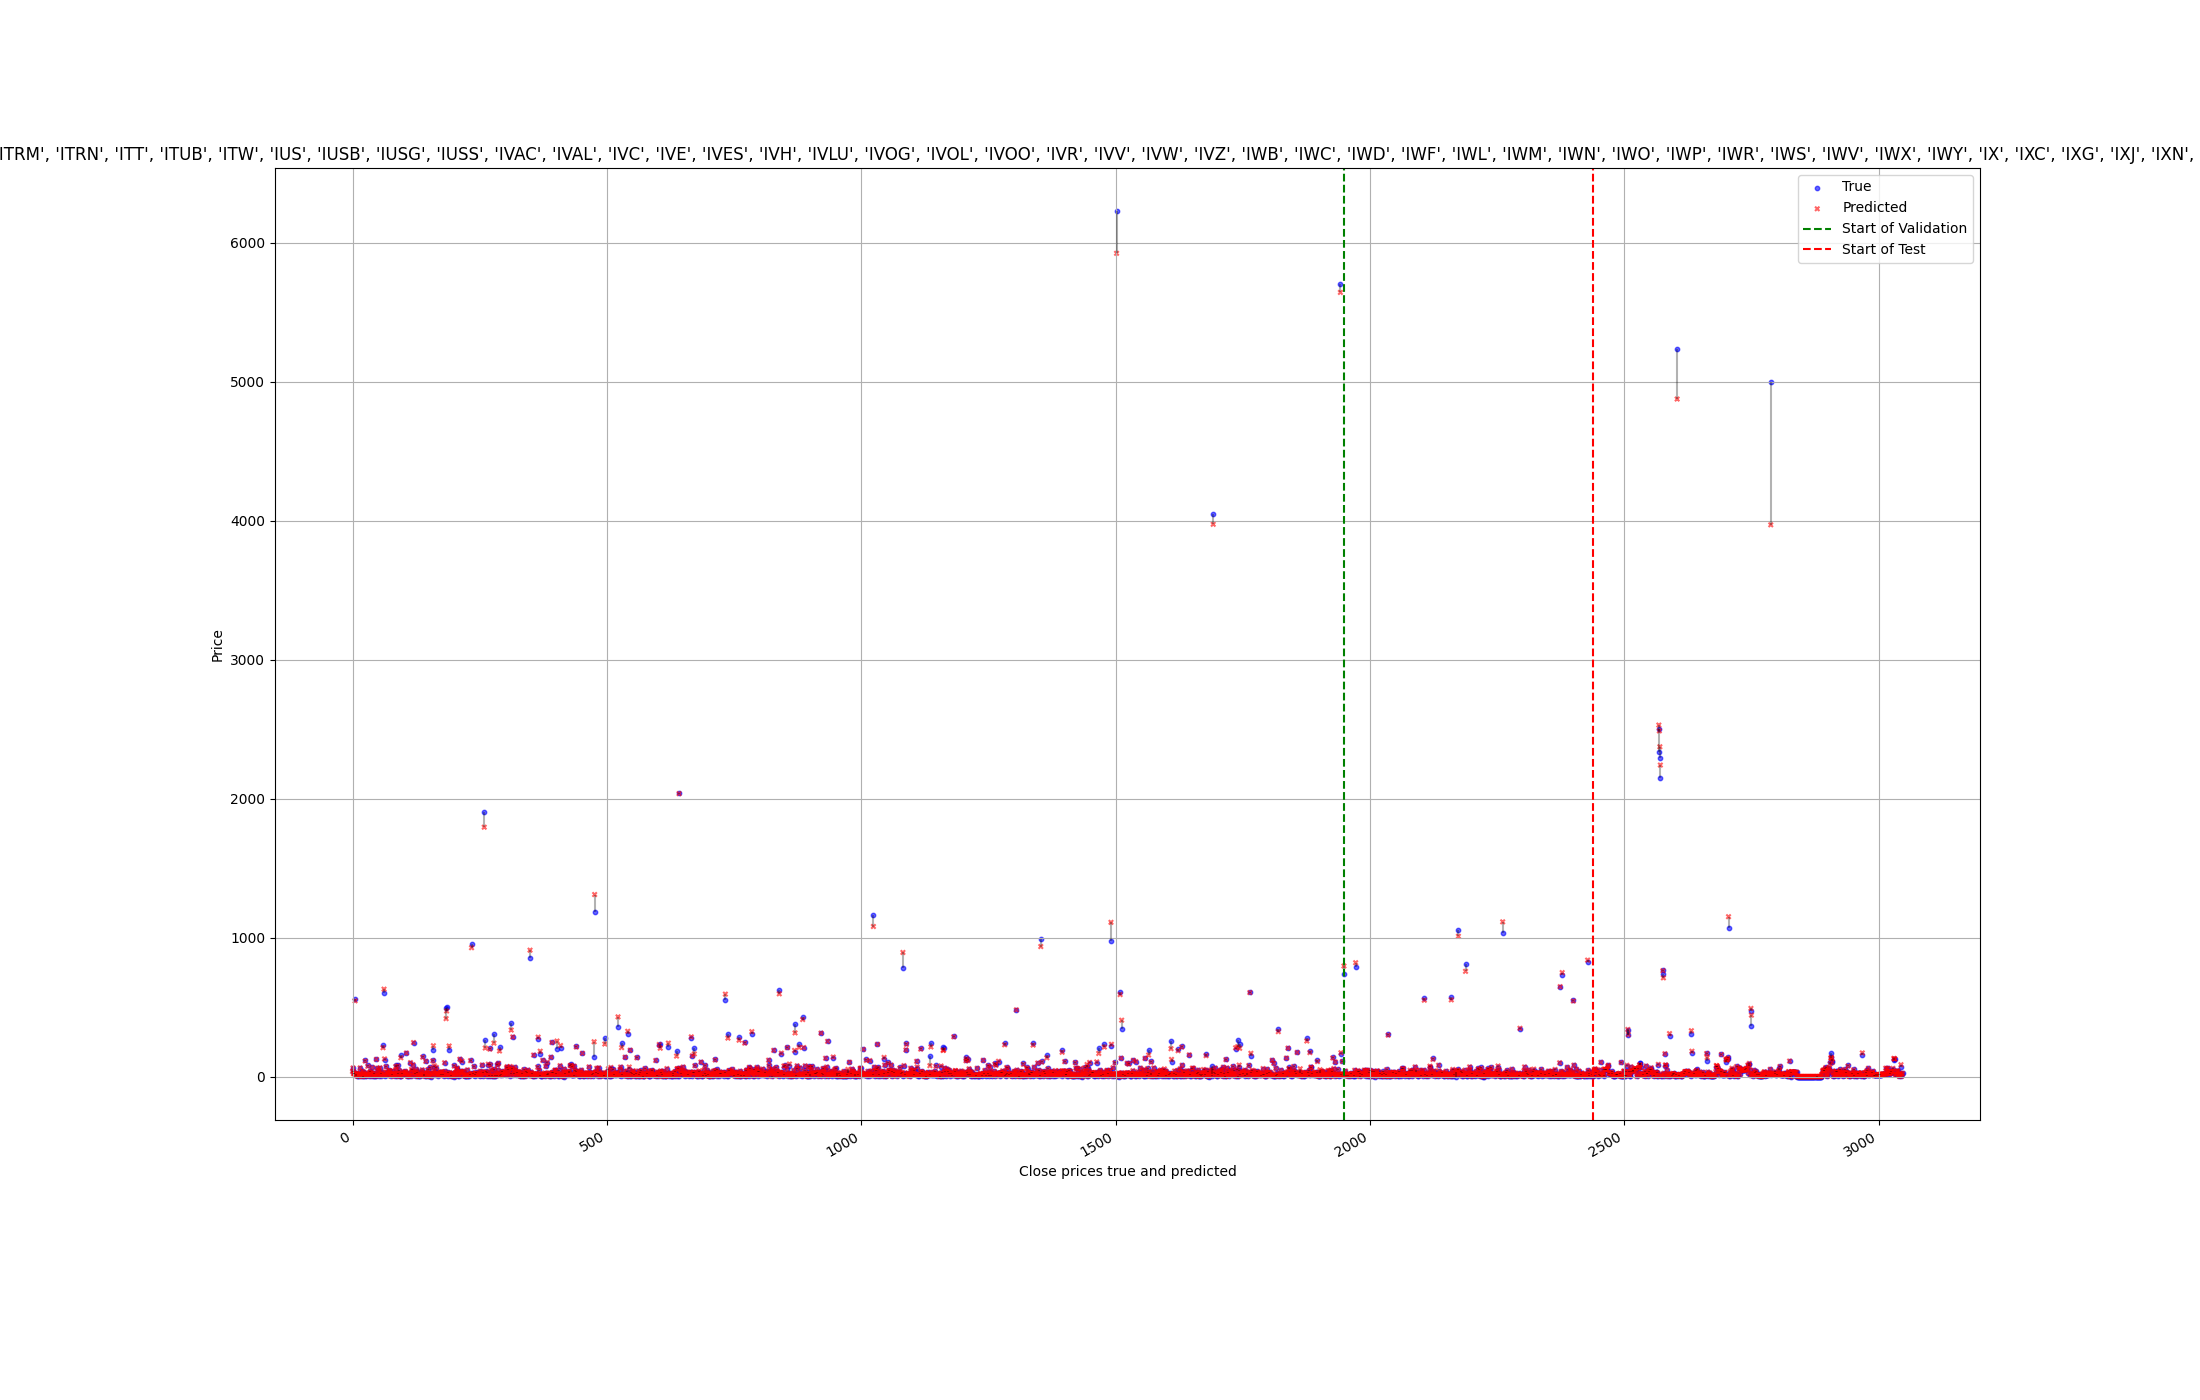 ITRM', 'ITRN', 'ITT', 'ITUB', 'ITW', 'IUS', 'IUSB', 'IUSG', 'IUSS', 'IVAC', 'IVAL', 'IVC', 'IVE', 'IVES', 'IVH', 'IVLU', 'IVOG', 'IVOL', 'IVOO', 'IVR', 'IVV', 'IVW', 'IVZ', 'IWB', 'IWC', 'IWD', 'IWF', 'IWL', 'IWM', 'IWN', 'IWO', 'IWP', 'IWR', 'IWS', 'IWV', 'IWX', 'IWY', 'IX', 'IXC', 'IXG', 'IXJ', 'IXN',
True
Predicted
Start of Validation
Start of Test
6000
5000
4000
3000
2000
1000
0
Price
0
500
1000
1500
2000
2500
3000
Close prices true and predicted